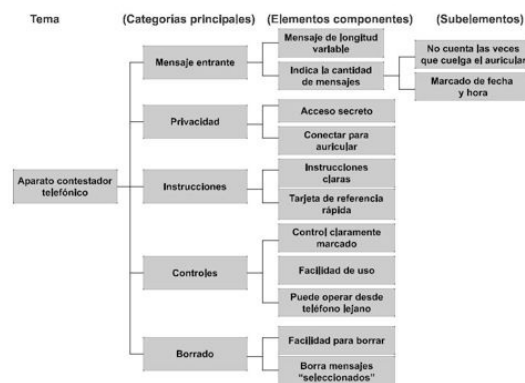 Tema (Categorías principales) (Elementos componentes) (Subelementos)
Mensaje de longitud
variable
Mensaje entrante
Indica la cantidad
de mensajes
No cuenta las veces
que cuelga el auricular
Marcado de fecha
y hora
Privacidad
Acceso secreto
Conectar para
auricular
Aparato contestador
telefónico
Instrucciones
Instrucciones
claras
Tarjeta de referencia
rápida
Controles
Control claramente
marcado
Facilidad de uso
Puede operar desde
teléfono lejano
Borrado
Facilidad para borrar
Borra mensajes
"seleccionados"